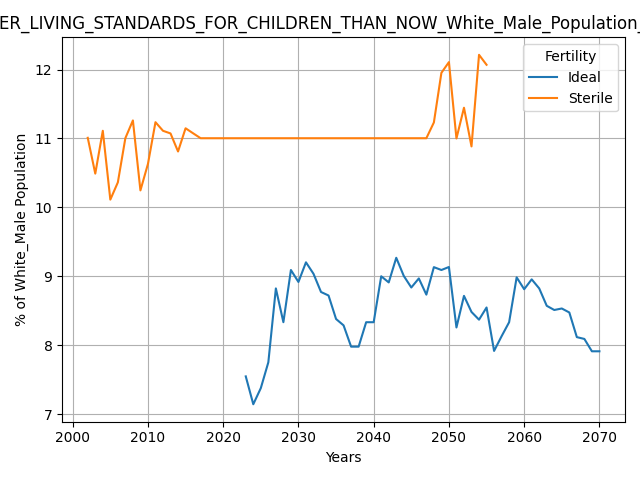 ER_LIVING_STANDARDS_FOR_CHILDREN_THAN_NOW_White_Male_Population_
Fertility
Ideal
Sterile
% of White_Male Population
12
11
10
9
8
7
2000 2010 2020 2030 2040 2050 2060 2070
Years